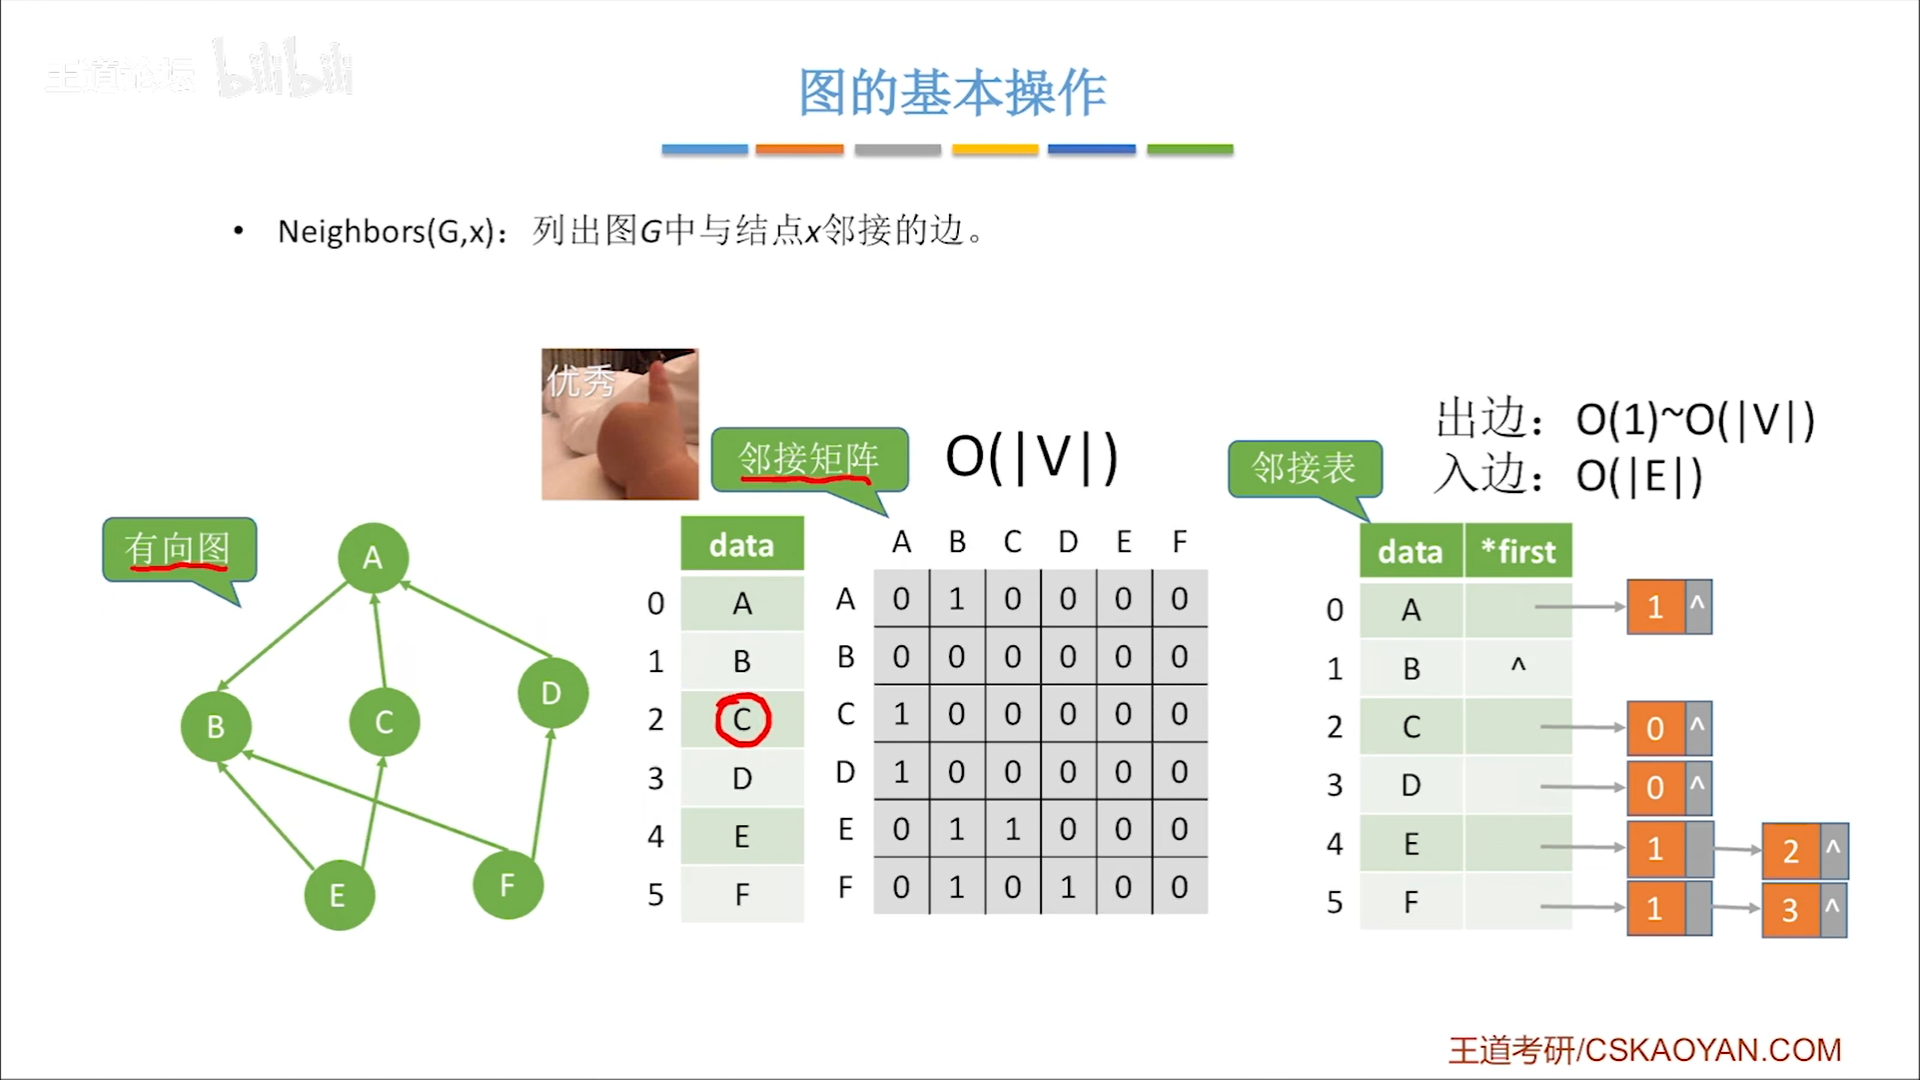 王道论坛 bilibili
图的基本操作
• Neighbors(G,x)：列出图G中与结点x邻接的边。
优秀
邻接矩阵
O(|V|)
邻接表
出边：O(1)~O(|V|)
入边：O(|E|)
有向图
A
B
C
D
E
F
data
0 A
1 B
2 C
3 D
4 E
5 F
A B C D E F
A 0 1 0 0 0 0
B 0 0 0 0 0 0
C 1 0 0 0 0 0
D 1 0 0 0 0 0
E 0 1 1 0 0 0
F 0 1 0 1 0 0
data *first
0 A 1 ^
1 B ^
2 C 0 ^
3 D 0 ^
4 E 1 2 ^
5 F 1 3 ^
王道考研/CSKAOYAN.COM